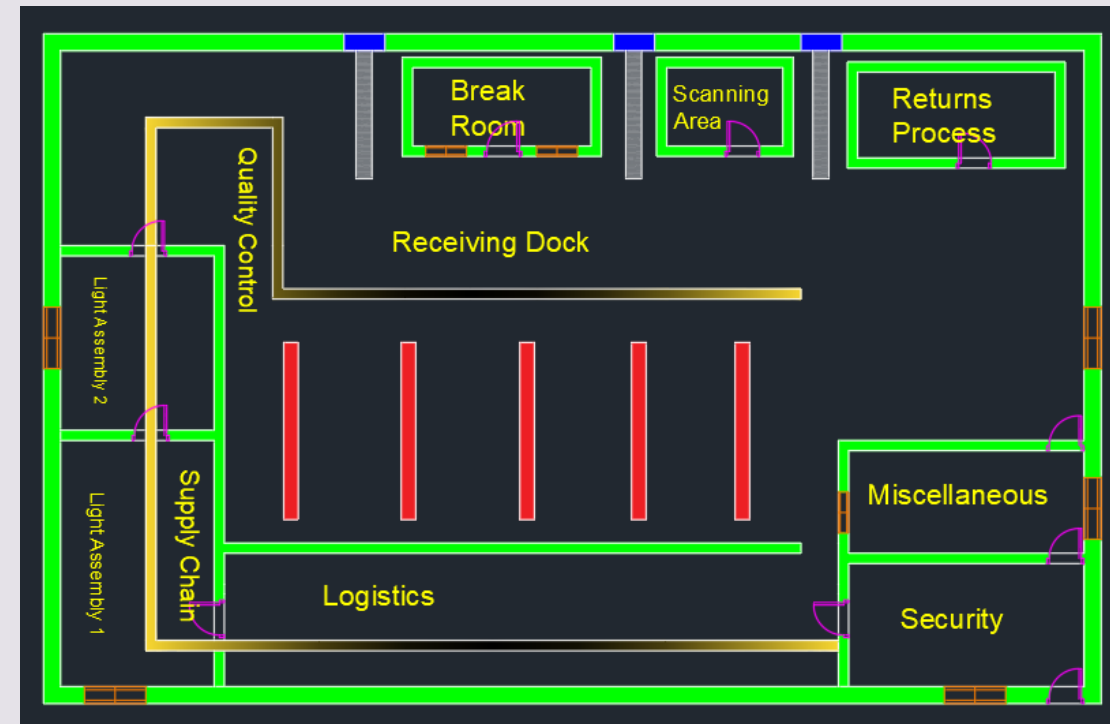 Break
Room
Scanning
Area
Returns
Process
Quality Control
Receiving Dock
Light Assembly 2
Supply Chain
Light Assembly 1
Miscellaneous
Logistics
Security